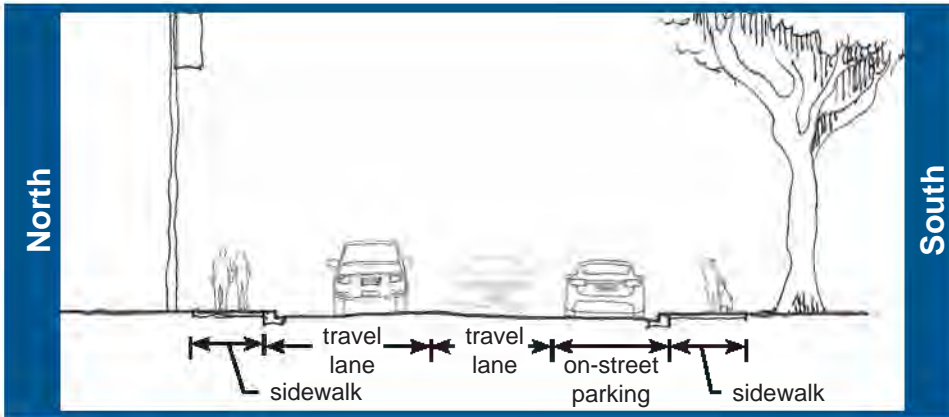 North
South
travel
lane
travel
lane
on-street
parking
sidewalk
sidewalk